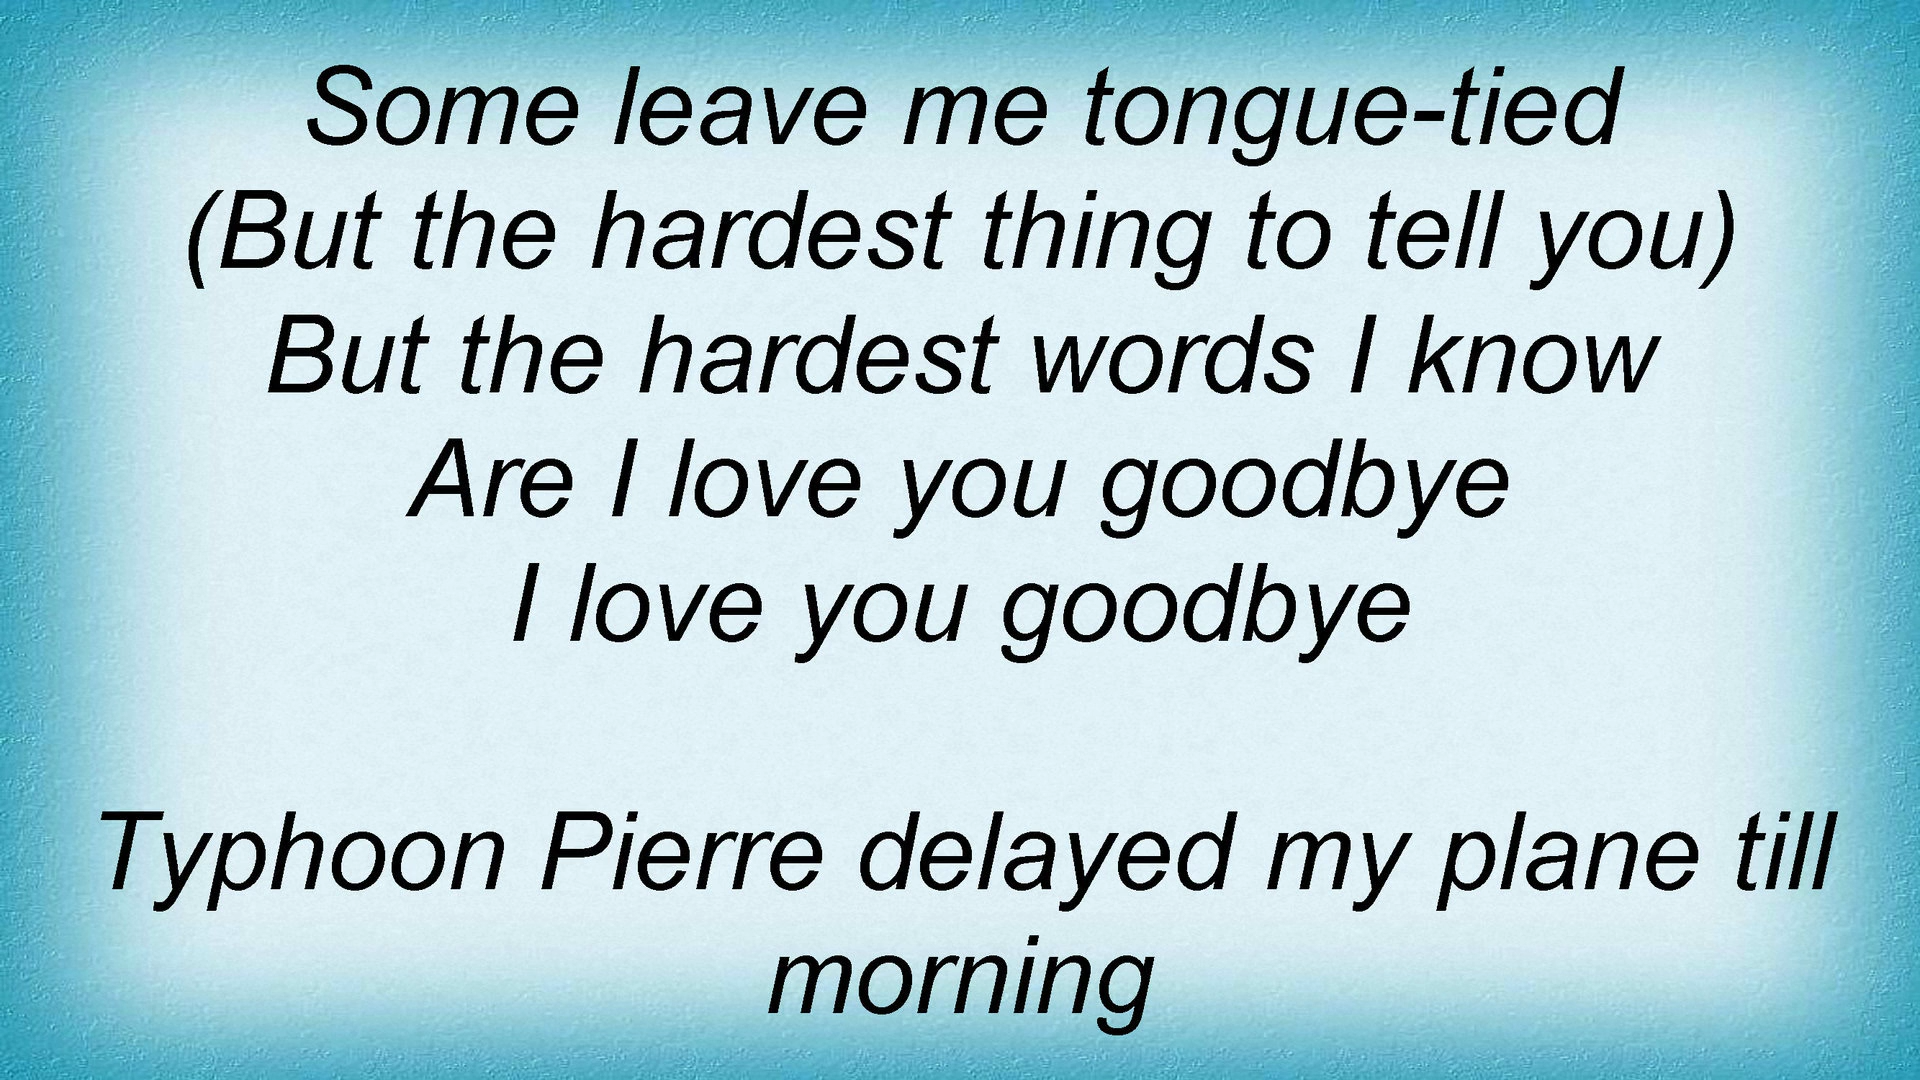 Some leave me tongue-tied
(But the hardest thing to tell you)
But the hardest words I know
Are I love you goodbye
I love you goodbye
Typhoon Pierre delayed my plane till
morning